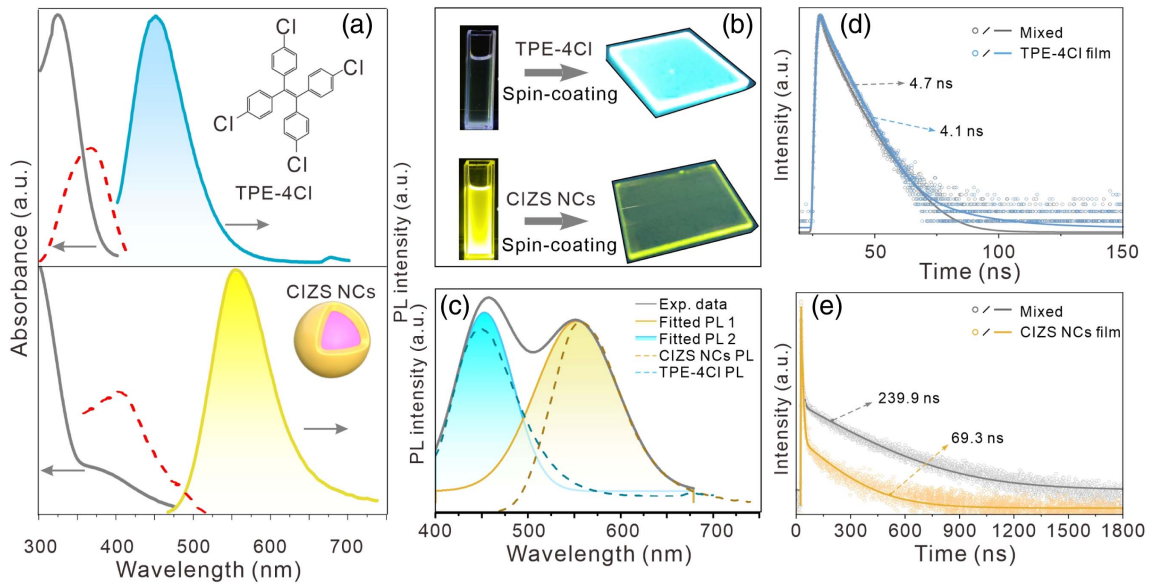 (a)
Cl
Cl
Cl
Cl
TPE-4Cl
CIZS NCs
Absorbance (a.u.)
PL intensity (a.u.)
300 400 500 600 700
Wavelength (nm)
(b)
TPE-4Cl
Spin-coating
CIZS NCs
Spin-coating
(c)
Exp. data
Fitted PL 1
Fitted PL 2
CIZS NCs PL
TPE-4Cl PL
PL intensity (a.u.)
400 500 600 700
Wavelength (nm)
(d)
Mixed
TPE-4Cl film
4.7 ns
4.1 ns
Intensity (a.u.)
50 100 150
Time (ns)
(e)
Mixed
CIZS NCs film
239.9 ns
69.3 ns
Intensity (a.u.)
0 300 600 900 1200 1500 1800
Time (ns)